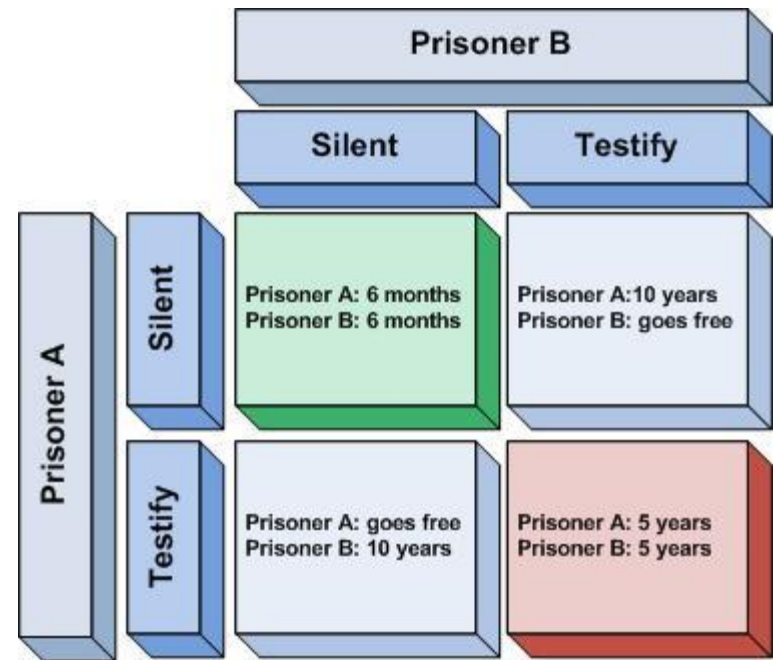 Prisoner B
Silent
Testify
Prisoner A
Silent
Prisoner A: 6 months
Prisoner B: 6 months
Prisoner A:10 years
Prisoner B: goes free
Testify
Prisoner A: goes free
Prisoner B: 10 years
Prisoner A: 5 years
Prisoner B: 5 years